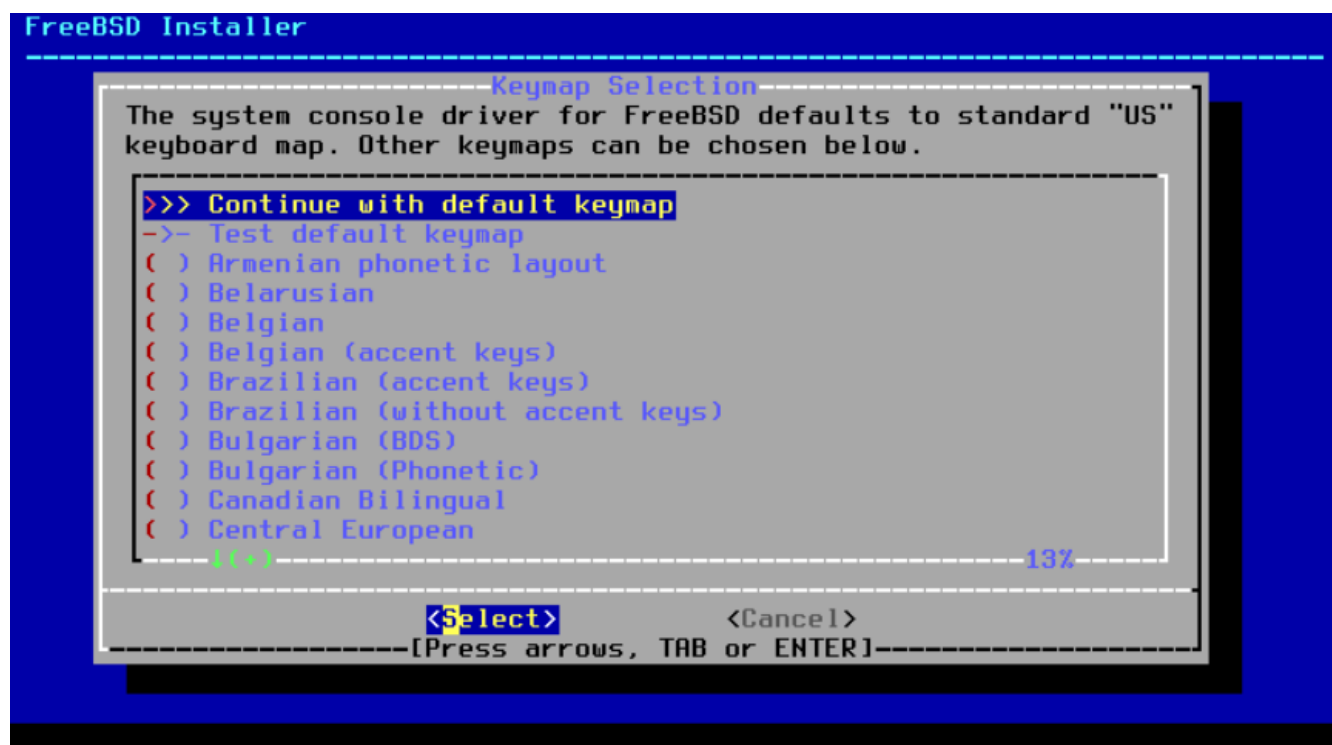 FreeBSD Installer
Keymap Selection
The system console driver for FreeBSD defaults to standard "US"
keyboard map. Other keymaps can be chosen below.
>>> Continue with default keymap
->- Test default keymap
( ) Armenian phonetic layout
( ) Belarusian
( ) Belgian
( ) Belgian (accent keys)
( ) Brazilian (accent keys)
( ) Brazilian (without accent keys)
( ) Bulgarian (BDS)
( ) Bulgarian (Phonetic)
( ) Canadian Bilingual
( ) Central European
↓(+) 13%
<Select> <Cancel>
[Press arrows, TAB or ENTER]